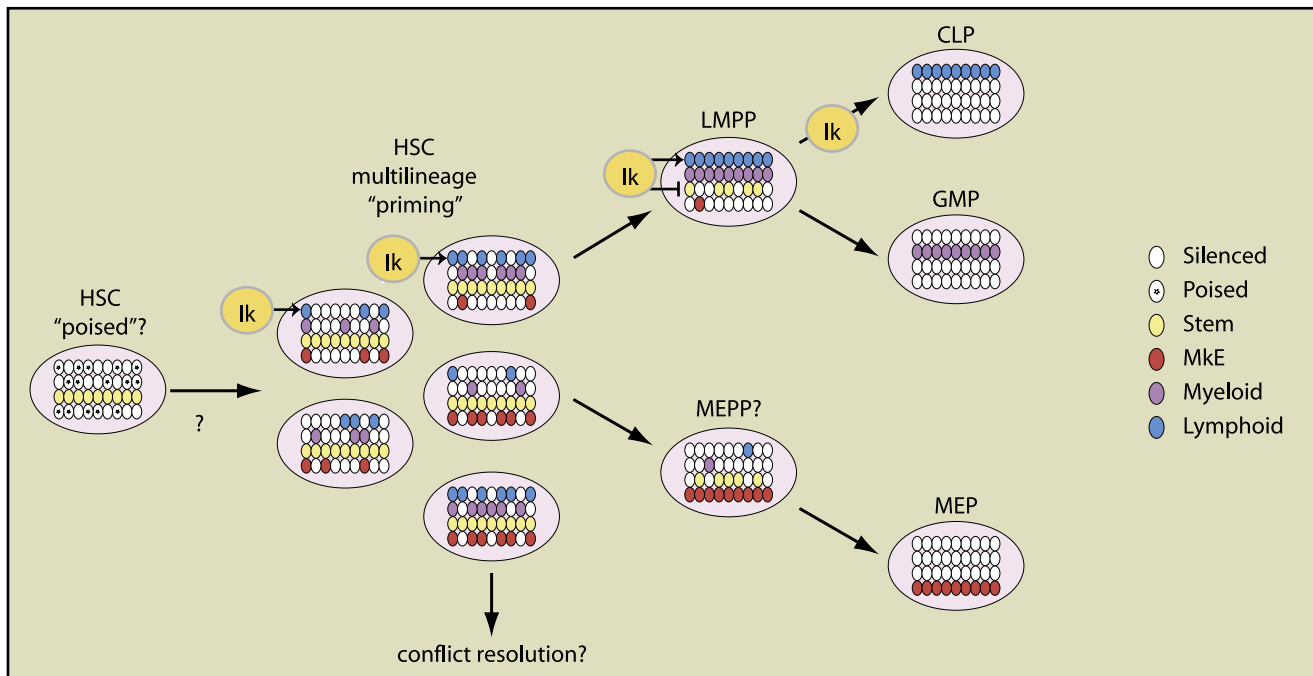 CLP
Ik
LMPP
HSC
multilineage
“priming”
Ik
GMP
Ik
Silenced
Poised
Stem
MkE
Myeloid
Lymphoid
HSC
“poised”?
Ik
?
MEPP?
MEP
conflict resolution?